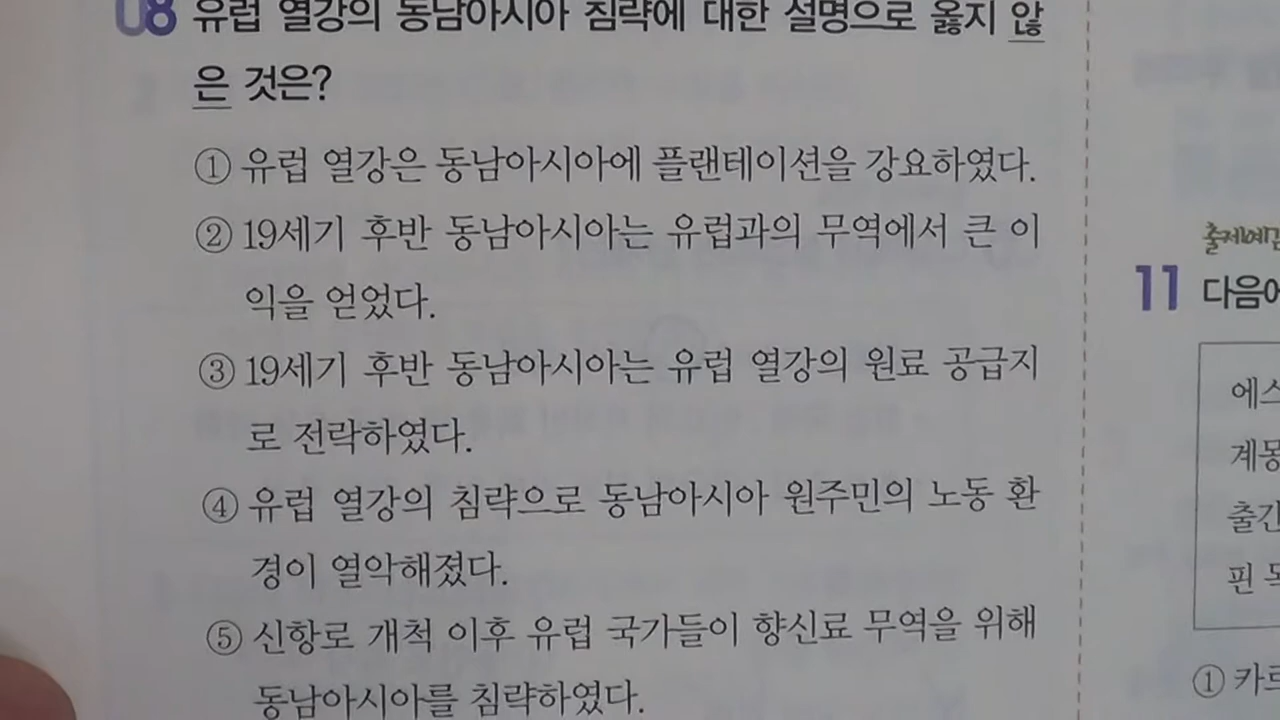 08 유럽 열강의 동남아시아 침략에 대한 설명으로 옳지 않
은 것은?
① 유럽 열강은 동남아시아에 플랜테이션을 강요하였다.
② 19세기 후반 동남아시아는 유럽과의 무역에서 큰 이
익을 얻었다.
③ 19세기 후반 동남아시아는 유럽 열강의 원료 공급지
로 전락하였다.
④ 유럽 열강의 침략으로 동남아시아 원주민의 노동 환
경이 열악해졌다.
⑤ 신항로 개척 이후 유럽 국가들이 향신료 무역을 위해
동남아시아를 침략하였다.
출제예감
11 다음에
에스
계몽
출간
핀
① 카르